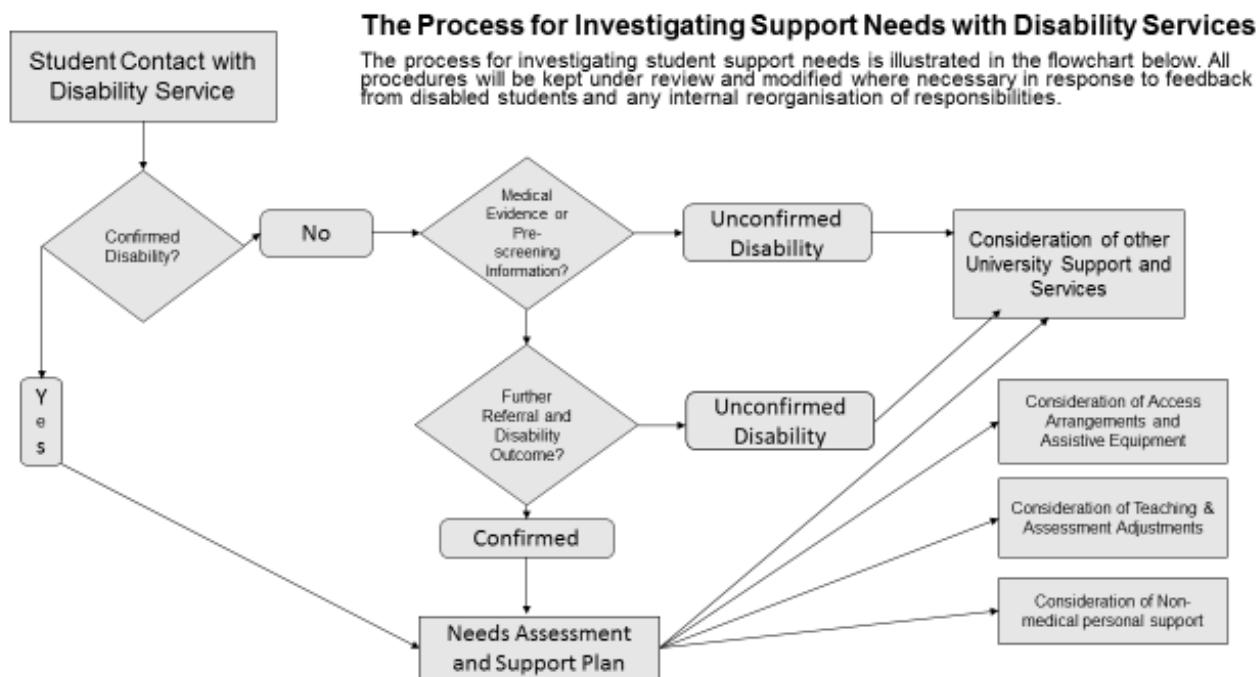 The Process for Investigating Support Needs with Disability Services
The process for investigating student support needs is illustrated in the flowchart below. All
procedures will be kept under review and modified where necessary in response to feedback
from disabled students and any internal reorganisation of responsibilities.
Student Contact with
Disability Service
Confirmed
Disability?
No
Medical
Evidence or
Pre-
screening
Information?
Unconfirmed
Disability
Consideration of other
University Support and
Services
Y
e
s
Further
Referral and
Disability
Outcome?
Unconfirmed
Disability
Consideration of Access
Arrangements and
Assistive Equipment
Confirmed
Consideration of Teaching &
Assessment Adjustments
Needs Assessment
and Support Plan
Consideration of Non-
medical personal support